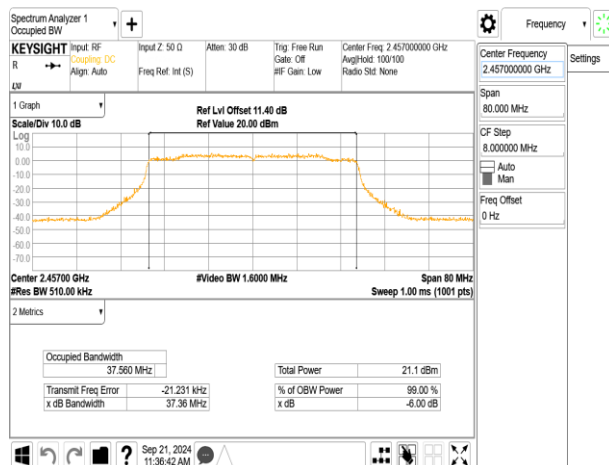 Spectrum Analyzer 1
Occupied BW
Frequency
KEYSIGHT
R
Input: RF
Coupling: DC
Align: Auto
Input Z: 50 Ω
Freq Ref: Int (S)
Atten: 30 dB
Trig: Free Run
Gate: Off
#IF Gain: Low
Center Freq: 2.457000000 GHz
Avg|Hold: 100/100
Radio Std: None
Center Frequency
2.457000000 GHz
Settings
Span
80.000 MHz
CF Step
8.000000 MHz
Auto
Man
Freq Offset
0 Hz
1 Graph
Scale/Div 10.0 dB
Ref Lvl Offset 11.40 dB
Ref Value 20.00 dBm
Log
10.0
0.00
-10.0
-20.0
-30.0
-40.0
-50.0
-60.0
-70.0
Center 2.45700 GHz
#Res BW 510.00 kHz
#Video BW 1.6000 MHz
Span 80 MHz
Sweep 1.00 ms (1001 pts)
2 Metrics
Occupied Bandwidth
37.560 MHz
Transmit Freq Error -21.231 kHz
x dB Bandwidth 37.36 MHz
Total Power 21.1 dBm
% of OBW Power 99.00 %
x dB -6.00 dB
?
Sep 21, 2024
11:36:42 AM